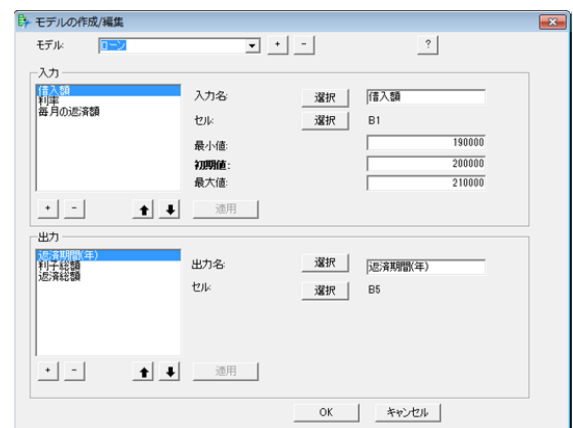 モデルの作成/編集
モデル: ローン + - ?
入力
借入額
利率
毎月の返済額
入力名: 選択 借入額
セル: 選択 B1
最小値: 190000
初期値: 200000
最大値: 210000
+ - 適用
出力
返済期間(年)
利子総額
返済総額
出力名: 選択 返済期間(年)
セル: 選択 B5
+ - 適用
OK キャンセル